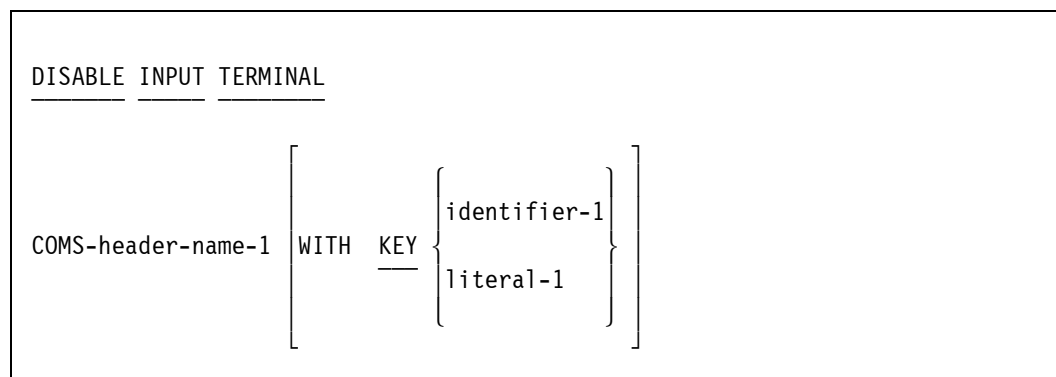 DISABLE INPUT TERMINAL
identifier-1
COMS-header-name-1 WITH KEY
literal-1